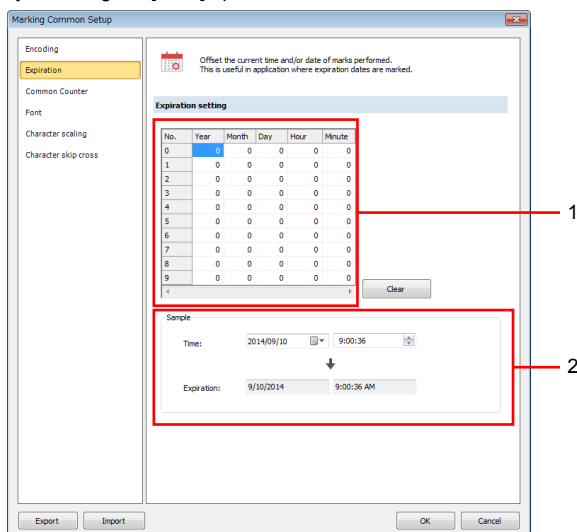 Marking Common Setup
Encoding
Expiration
Common Counter
Font
Character scaling
Character skip cross
Offset the current time and/or date of marks performed.
This is useful in application where expiration dates are marked.
Expiration setting
No. Year Month Day Hour Minute
0 0 0 0 0 0
1 0 0 0 0 0
2 0 0 0 0 0
3 0 0 0 0 0
4 0 0 0 0 0
5 0 0 0 0 0
6 0 0 0 0 0
7 0 0 0 0 0
8 0 0 0 0 0
9 0 0 0 0 0
1
Clear
Sample
Time: 2014/09/10 9:00:36
Expiration: 9/10/2014 9:00:36 AM
2
Export Import OK Cancel